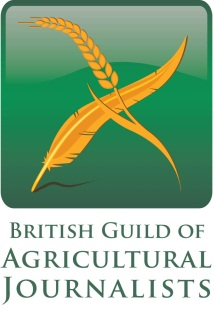 BRITISH GUILD OF
AGRICULTURAL
JOURNALISTS